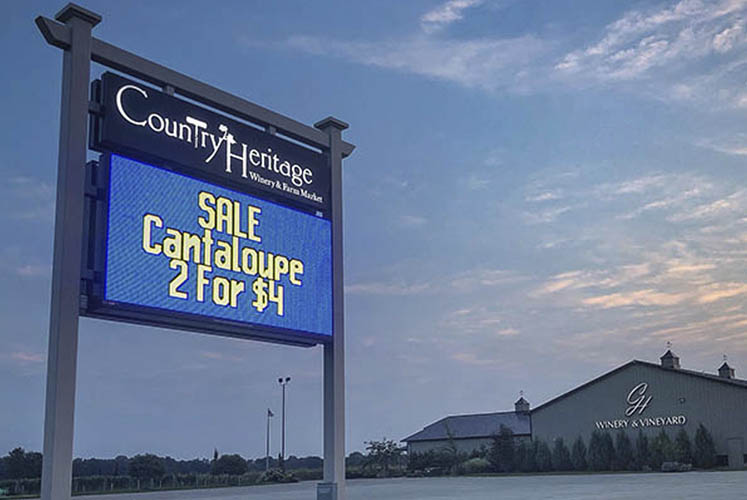 Country Heritage
Winery & Farm Market
SALE
Cantaloupe
2 For $4
GH
WINERY & VINEYARD